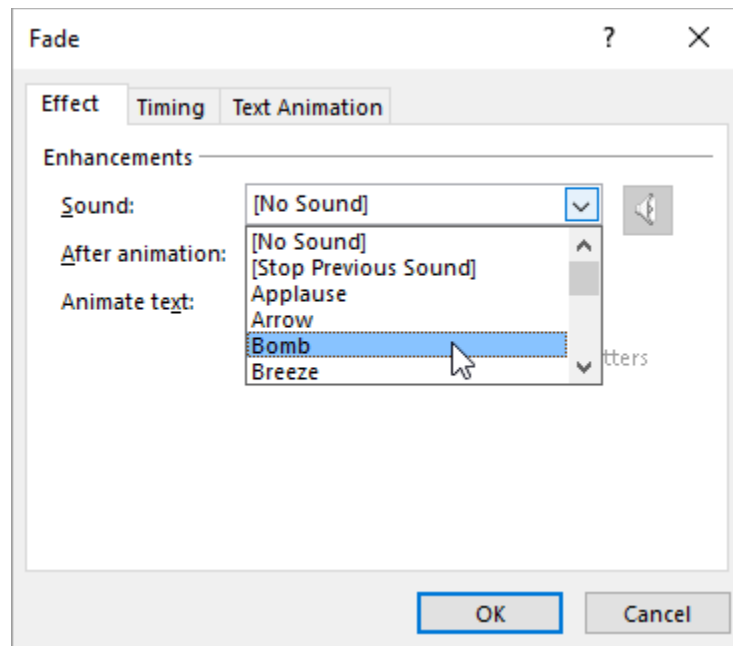 Fade ?
Effect Timing Text Animation
Enhancements
Sound: [No Sound]
[No Sound]
After animation: [Stop Previous Sound]
Animate text: Applause
Arrow
Bomb
Breeze tters
OK Cancel